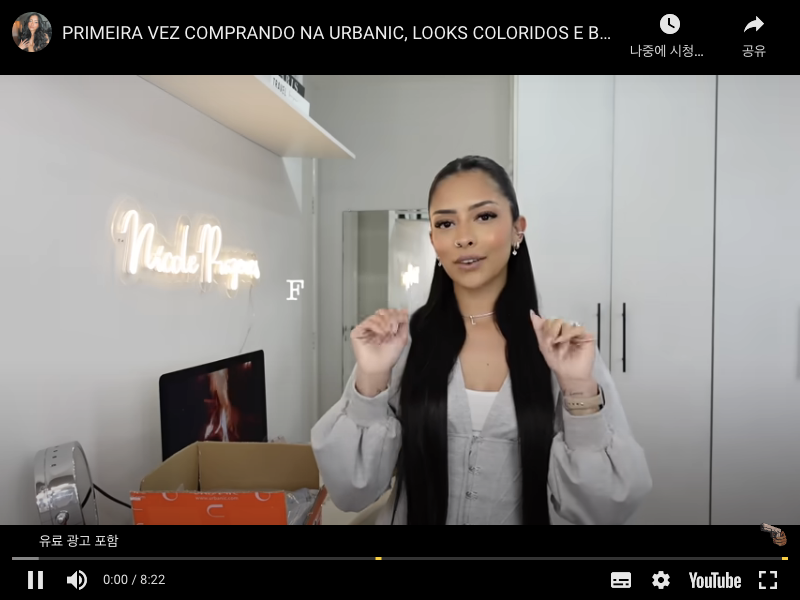 PRIMEIRA VEZ COMPRANDO NA URBANIC, LOOKS COLORIDOS E B...
나중에 시청...
공유
TRAVEL
Nicole
F
유료 광고 포함
0:00 / 8:22
YouTube